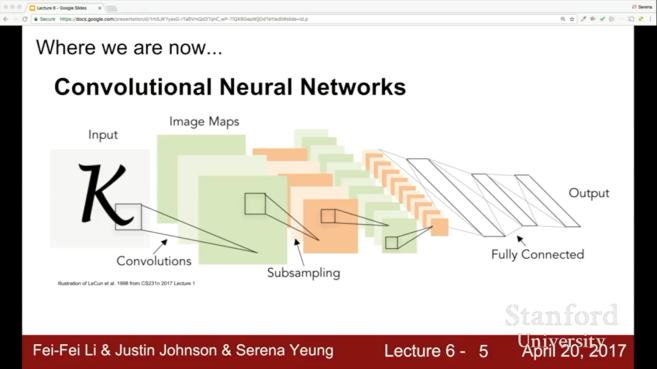 Lecture 6 - Google Slides
Serena
Secure
Where we are now...
Convolutional Neural Networks
Image Maps
Input
K
Output
Convolutions
Subsampling
Fully Connected
Illustration of LeCun et al. 1998 from CS231n 2017 Lecture 1
Stanford
University
Fei-Fei Li & Justin Johnson & Serena Yeung
Lecture 6 - 5
April 20, 2017